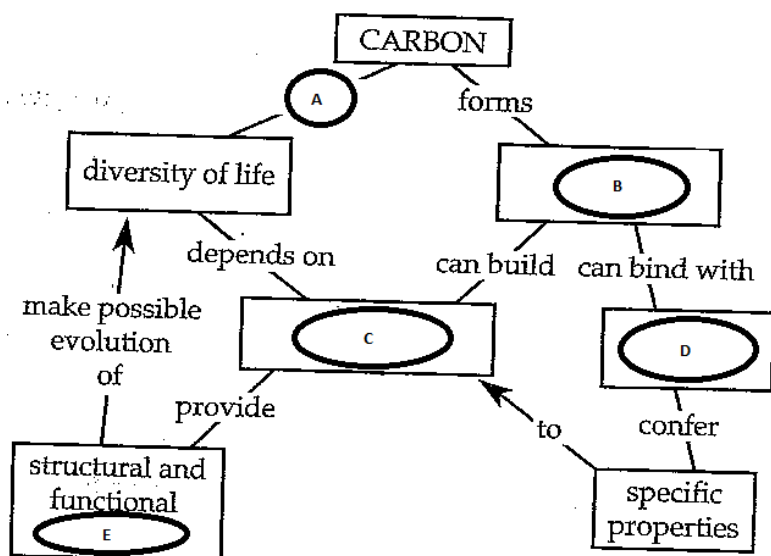 CARBON
A
forms
diversity of life
B
depends on
can build
can bind with
make possible
evolution
of
C
D
provide
to
confer
structural and
functional
E
specific
properties